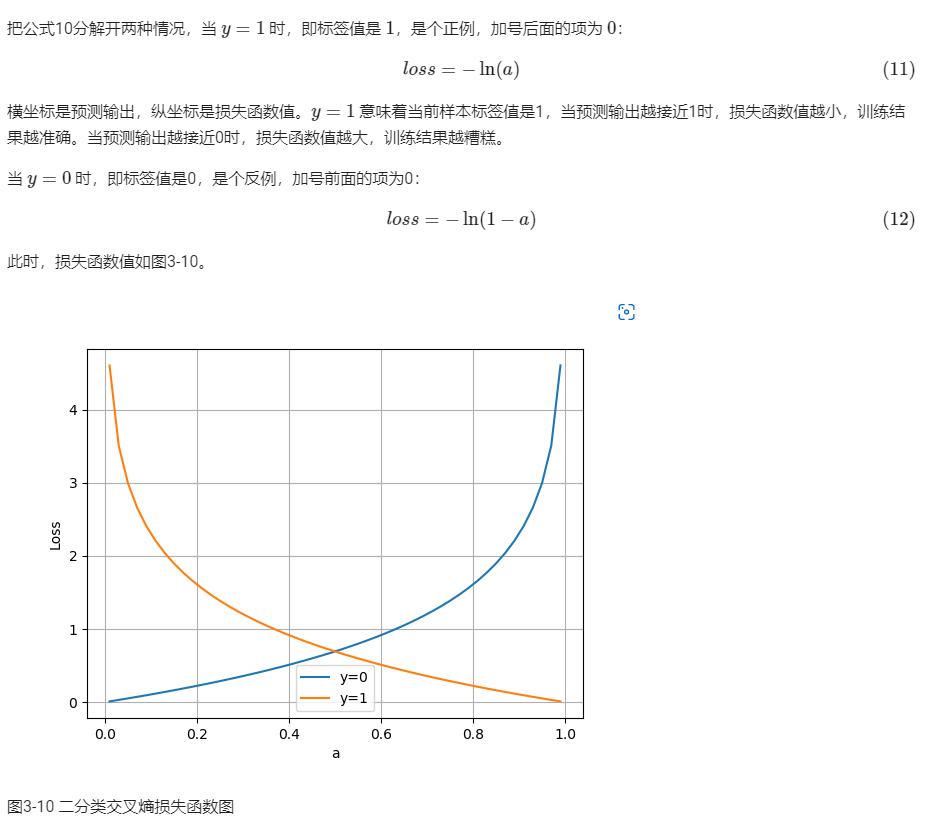 把公式10分解开两种情况，当 y = 1 时，即标签值是 1，是个正例，加号后面的项为 0：
loss = −ln(a) (11)
横坐标是预测输出，纵坐标是损失函数值。y = 1 意味着当前样本标签值是1，当预测输出越接近1时，损失函数值越小，训练结
果越准确。当预测输出越接近0时，损失函数值越大，训练结果越糟糕。
当 y = 0 时，即标签值是0，是个反例，加号前面的项为0：
loss = −ln(1 − a) (12)
此时，损失函数值如图3-10。
4
3
2
1
0
Loss
y=0
y=1
0.0 0.2 0.4 0.6 0.8 1.0
a
图3-10 二分类交叉熵损失函数图